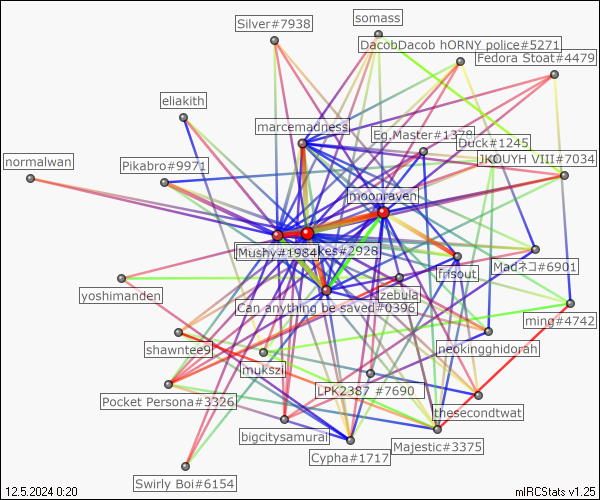 Silver#7938
somass
DacobDacob hORNY police#5271
Fedora Stoat#4479
eliakith
marcemadness
Eg.Master#1328
Duck#1245
normalwan
Pikabro#9971
JKOUYH VIII#7034
moonraven
Mushy#1984
kes#2928
frisout
Madネコ#6901
yoshimanden
zebula
Can anything be saved#0396
ming#4742
shawntee9
mukszi
neokingghidorah
LPK2387 #7690
Pocket Persona#3326
thesecondtwat
bigcitysamurai
Majestic#3375
Cypha#1717
Swirly Boi#6154
12.5.2024 0:20
mIRCStats v1.25